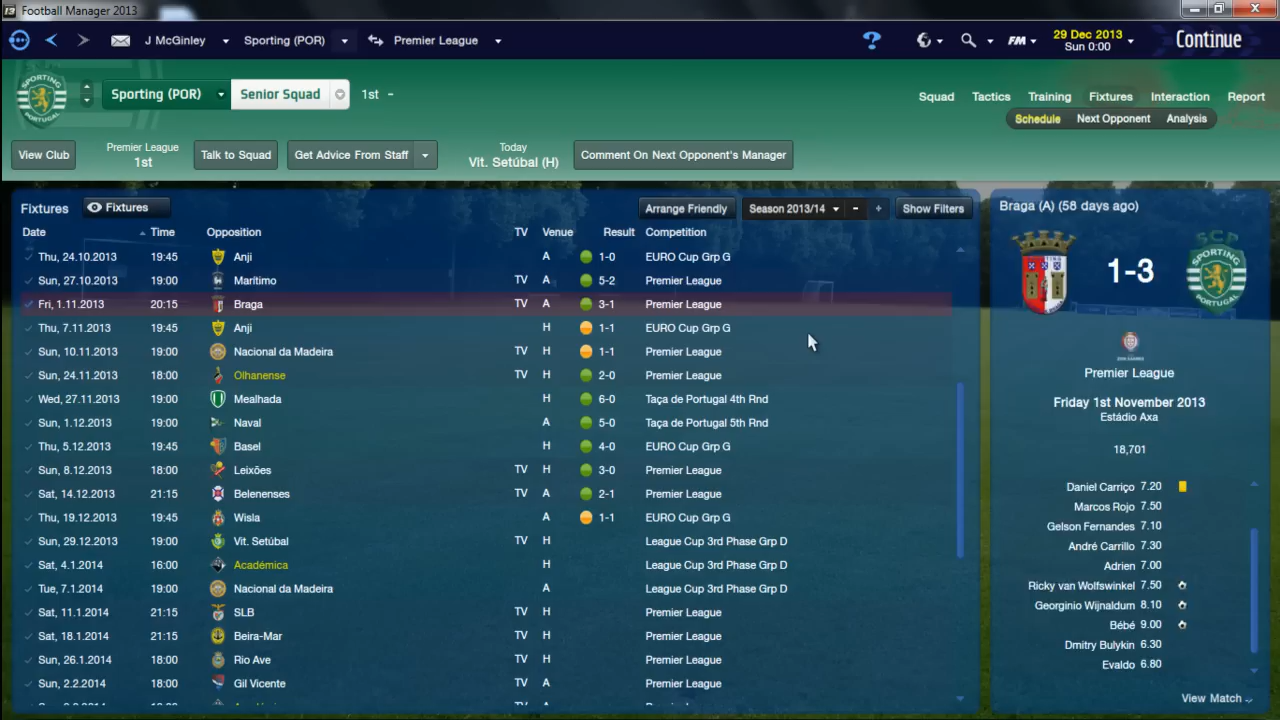 Football Manager 2013
J McGinley Sporting (POR) Premier League ? FM 29 Dec 2013 Sun 0:00 Continue
Sporting (POR) Senior Squad 1st -
Squad Tactics Training Fixtures Interaction Report
Schedule Next Opponent Analysis
View Club Premier League 1st Talk to Squad Get Advice From Staff Today Vit. Setúbal (H) Comment On Next Opponent's Manager
Fixtures Fixtures Arrange Friendly Season 2013/14 - + Show Filters
Date Time Opposition TV Venue Result Competition
Thu, 24.10.2013 19:45 Anji A 1-0 EURO Cup Grp G
Sun, 27.10.2013 19:00 Marítimo TV A 5-2 Premier League
Fri, 1.11.2013 20:15 Braga TV A 3-1 Premier League
Thu, 7.11.2013 19:45 Anji H 1-1 EURO Cup Grp G
Sun, 10.11.2013 19:00 Nacional da Madeira TV H 1-1 Premier League
Sun, 24.11.2013 18:00 Olhanense TV H 2-0 Premier League
Wed, 27.11.2013 19:00 Mealhada H 6-0 Taça de Portugal 4th Rnd
Sun, 1.12.2013 19:00 Naval A 5-0 Taça de Portugal 5th Rnd
Thu, 5.12.2013 19:45 Basel H 4-0 EURO Cup Grp G
Sun, 8.12.2013 18:00 Leixões TV H 3-0 Premier League
Sat, 14.12.2013 21:15 Belenenses TV A 2-1 Premier League
Thu, 19.12.2013 19:45 Wisla A 1-1 EURO Cup Grp G
Sun, 29.12.2013 19:00 Vit. Setúbal TV H League Cup 3rd Phase Grp D
Sat, 4.1.2014 16:00 Académica H League Cup 3rd Phase Grp D
Tue, 7.1.2014 19:00 Nacional da Madeira A League Cup 3rd Phase Grp D
Sat, 11.1.2014 21:15 SLB TV H Premier League
Sat, 18.1.2014 21:15 Beira-Mar TV H Premier League
Sun, 26.1.2014 18:00 Rio Ave TV H Premier League
Sun, 2.2.2014 18:00 Gil Vicente TV A Premier League
Braga (A) (58 days ago)
1-3
Premier League
Friday 1st November 2013
Estádio Axa
18,701
Daniel Carriço 7.20
Marcos Rojo 7.50
Gelson Fernandes 7.10
André Carrillo 7.30
Adrien 7.00
Ricky van Wolfswinkel 7.50
Georginio Wijnaldum 8.10
Bébé 9.00
Dmitry Bulykin 6.30
Evaldo 6.80
View Match